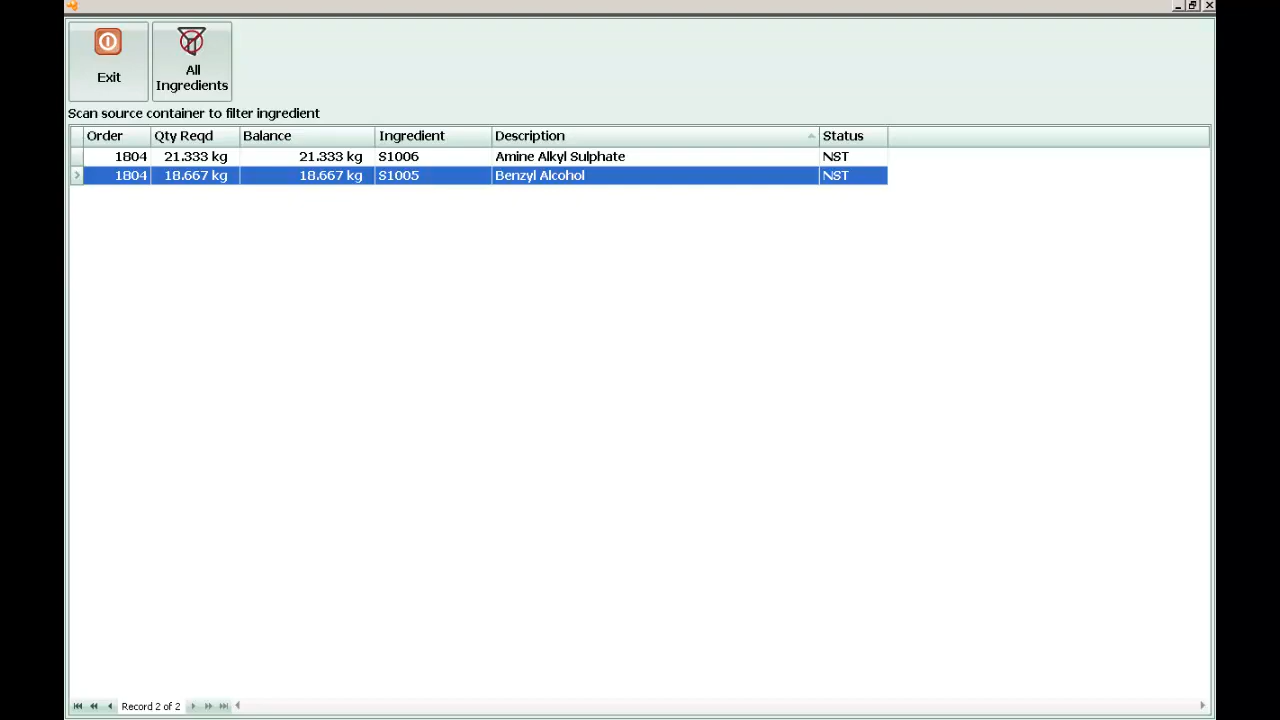 Exit
All
Ingredients
Scan source container to filter ingredient
Order Qty Reqd Balance Ingredient Description Status
1804 21.333 kg 21.333 kg S1006 Amine Alkyl Sulphate NST
1804 18.667 kg 18.667 kg S1005 Benzyl Alcohol NST
Record 2 of 2